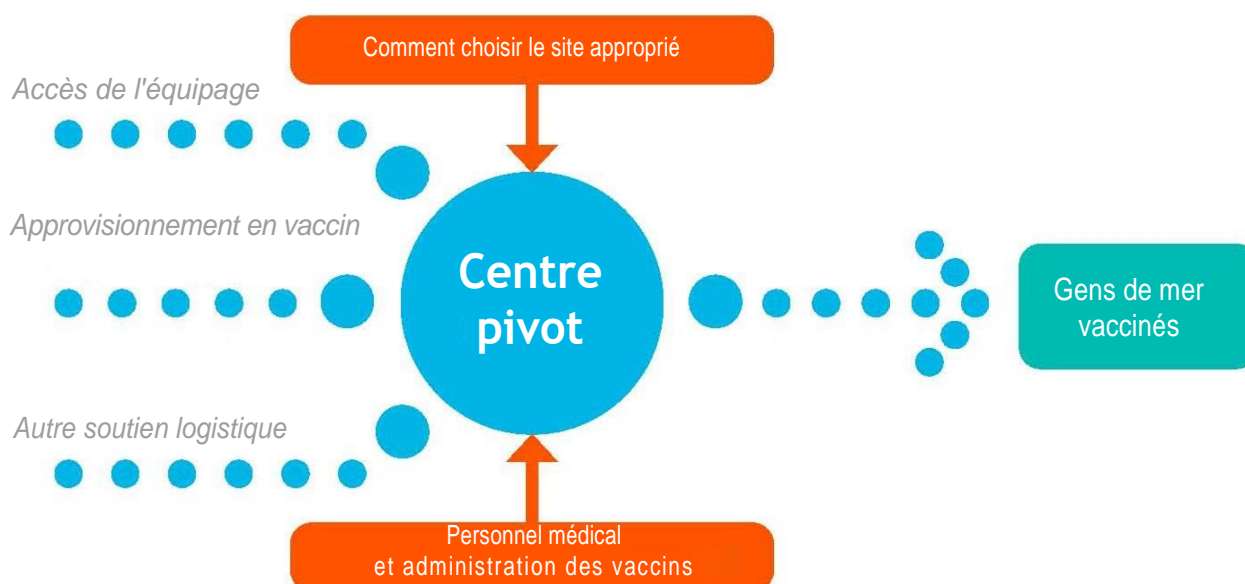 Comment choisir le site approprié
Accès de l'équipage
Approvisionnement en vaccin
Centre
pivot
Gens de mer
vaccinés
Autre soutien logistique
Personnel médical
et administration des vaccins